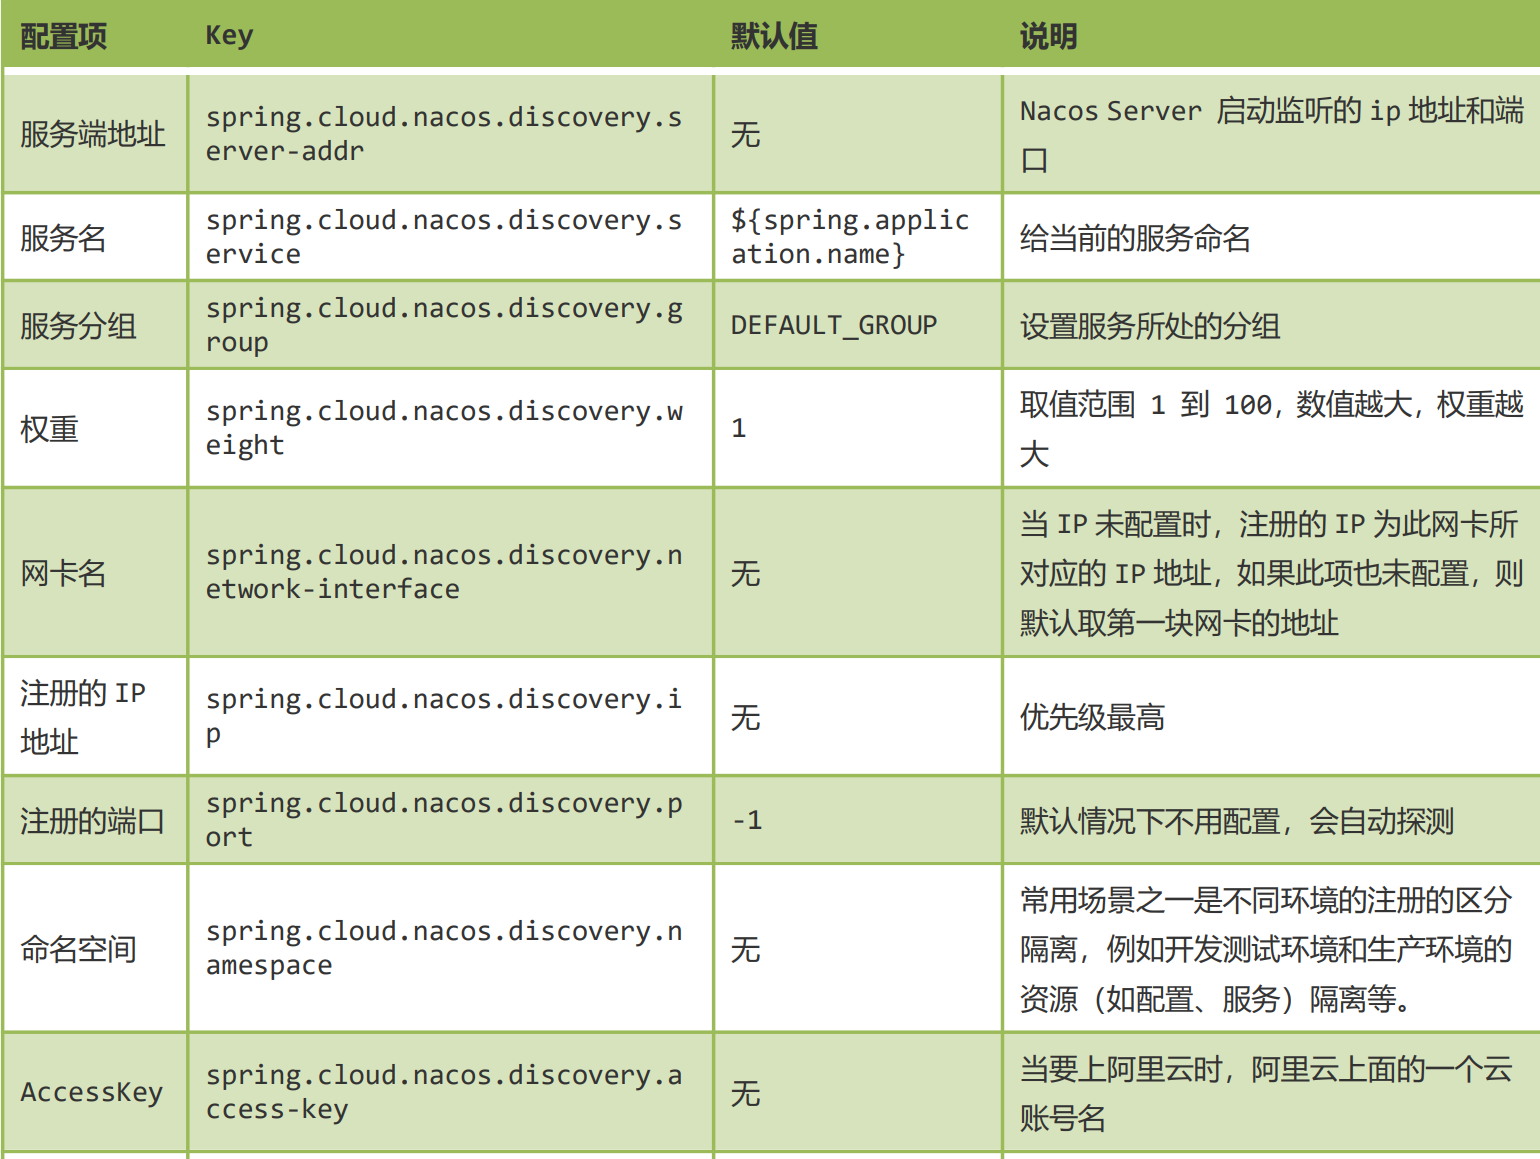 配置项 Key 默认值 说明
服务端地址
spring.cloud.nacos.discovery.s
erver-addr
无
Nacos Server 启动监听的 ip 地址和端
口
服务名
spring.cloud.nacos.discovery.s
ervice
${spring.applic
ation.name}
给当前的服务命名
服务分组
spring.cloud.nacos.discovery.g
roup
DEFAULT_GROUP
设置服务所处的分组
权重
spring.cloud.nacos.discovery.w
eight
1
取值范围 1 到 100，数值越大，权重越
大
网卡名
spring.cloud.nacos.discovery.n
etwork-interface
无
当 IP 未配置时，注册的 IP 为此网卡所
对应的 IP 地址，如果此项也未配置，则
默认取第一块网卡的地址
注册的 IP
地址
spring.cloud.nacos.discovery.i
p
无
优先级最高
注册的端口
spring.cloud.nacos.discovery.p
ort
-1
默认情况下不用配置，会自动探测
命名空间
spring.cloud.nacos.discovery.n
amespace
无
常用场景之一是不同环境的注册的区分
隔离，例如开发测试环境和生产环境的
资源（如配置、服务）隔离等。
AccessKey
spring.cloud.nacos.discovery.a
ccess-key
无
当要上阿里云时，阿里云上面的一个云
账号名